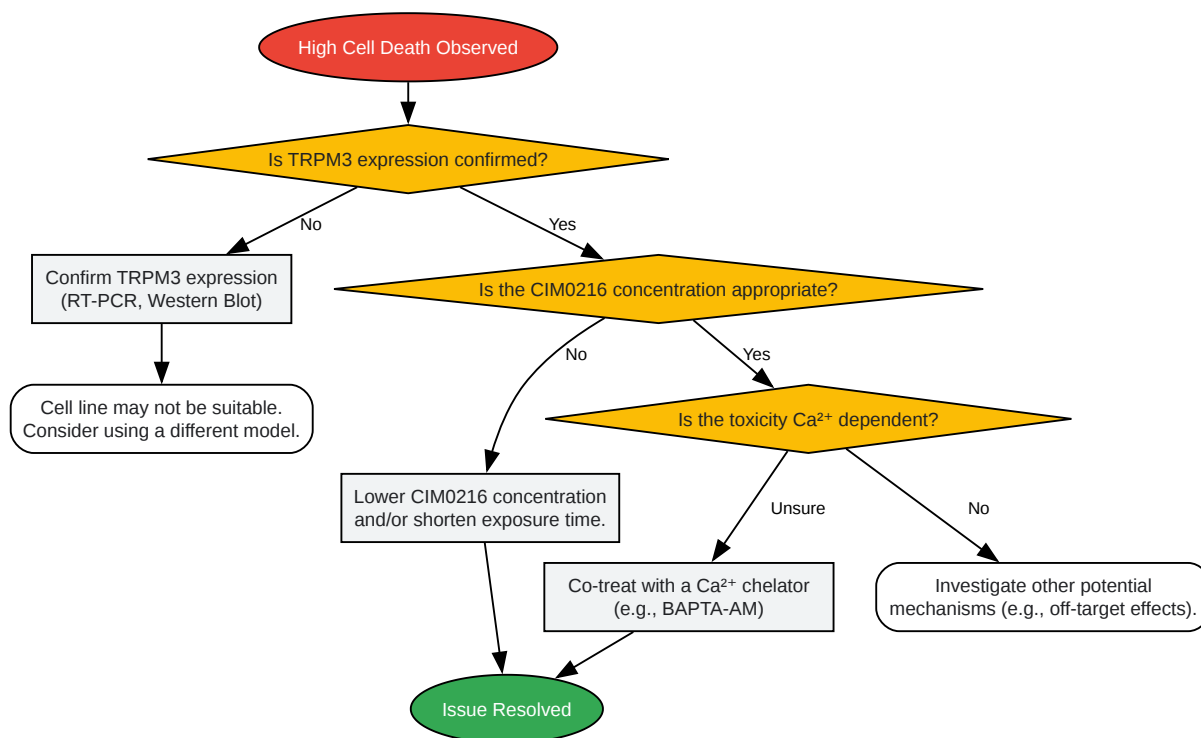 High Cell Death Observed
Is TRPM3 expression confirmed?
No
Yes
Confirm TRPM3 expression
(RT-PCR, Western Blot)
Is the CIM0216 concentration appropriate?
No
Yes
Cell line may not be suitable.
Consider using a different model.
Is the toxicity Ca²⁺ dependent?
Lower CIM0216 concentration
and/or shorten exposure time.
Unsure
No
Co-treat with a Ca²⁺ chelator
(e.g., BAPTA-AM)
Investigate other potential
mechanisms (e.g., off-target effects).
Issue Resolved